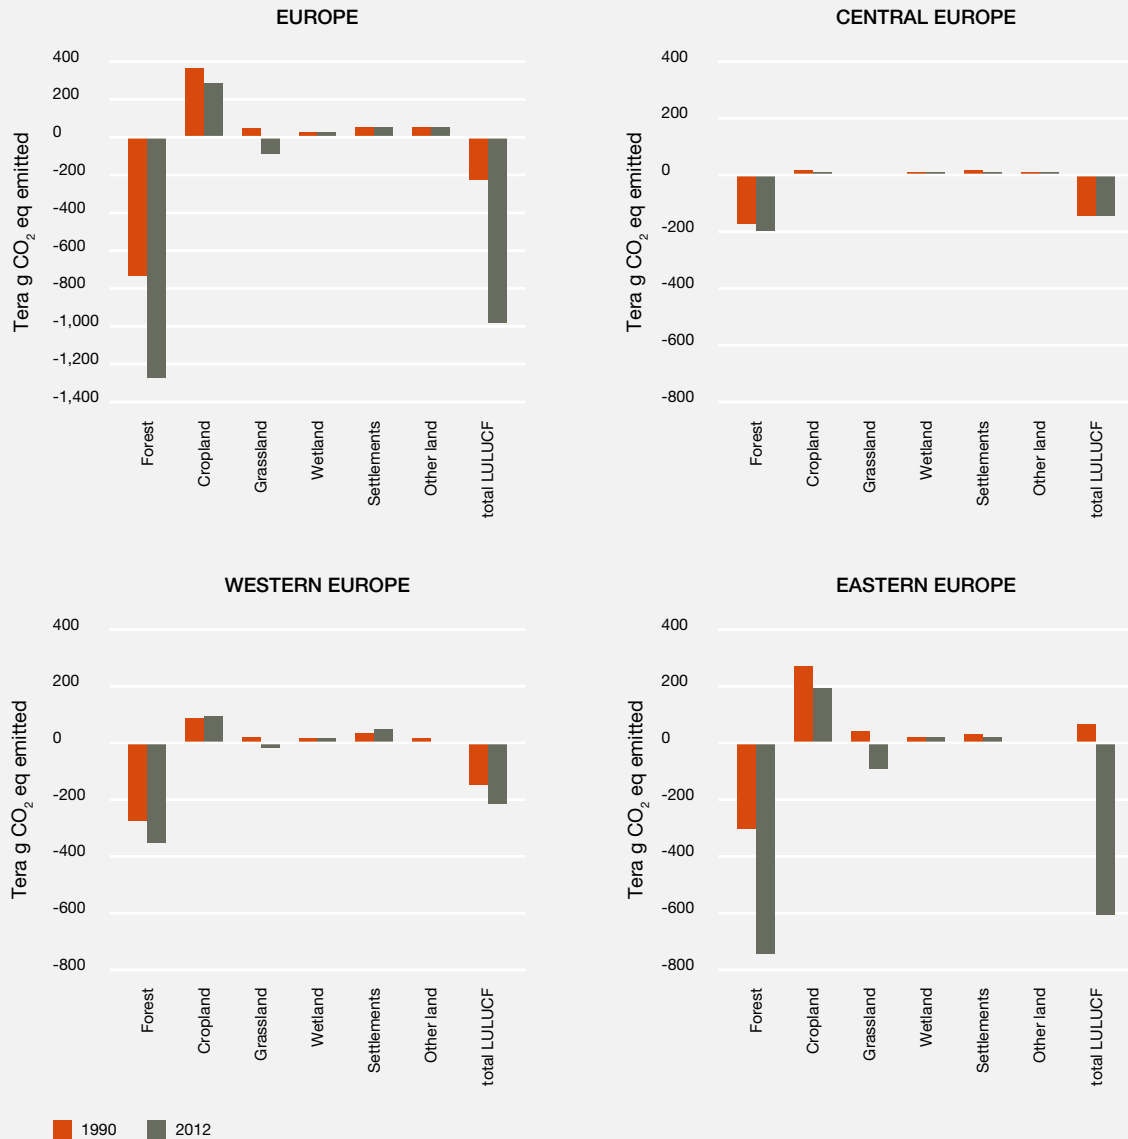 EUROPE
Tera g CO₂ eq emitted
400
200
0
-200
-400
-600
-800
-1,000
-1,200
-1,400
Forest
Cropland
Grassland
Wetland
Settlements
Other land
total LULUCF
CENTRAL EUROPE
Tera g CO₂ eq emitted
400
200
0
-200
-400
-600
-800
Forest
Cropland
Grassland
Wetland
Settlements
Other land
total LULUCF
WESTERN EUROPE
Tera g CO₂ eq emitted
400
200
0
-200
-400
-600
-800
Forest
Cropland
Grassland
Wetland
Settlements
Other land
total LULUCF
EASTERN EUROPE
Tera g CO₂ eq emitted
400
200
0
-200
-400
-600
-800
Forest
Cropland
Grassland
Wetland
Settlements
Other land
total LULUCF
1990 2012